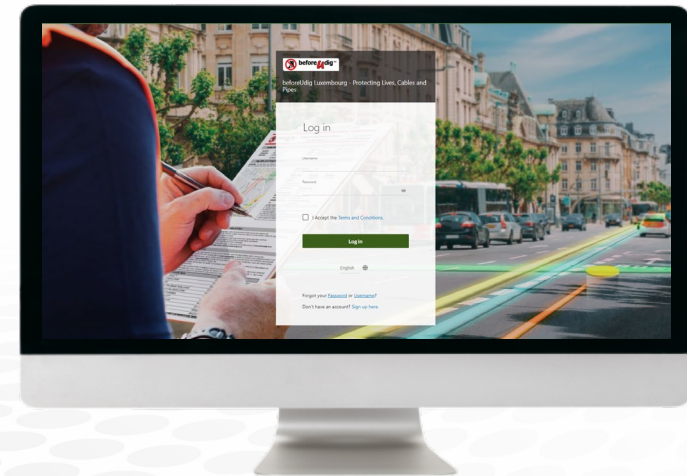 beforeUdig™
beforeUdig Luxembourg - Protecting Lives, Cables and
Pipes
Log in
Username
Password
I Accept the Terms and Conditions.
Log in
English
Forgot your Password or Username?
Don't have an account? Sign up here.